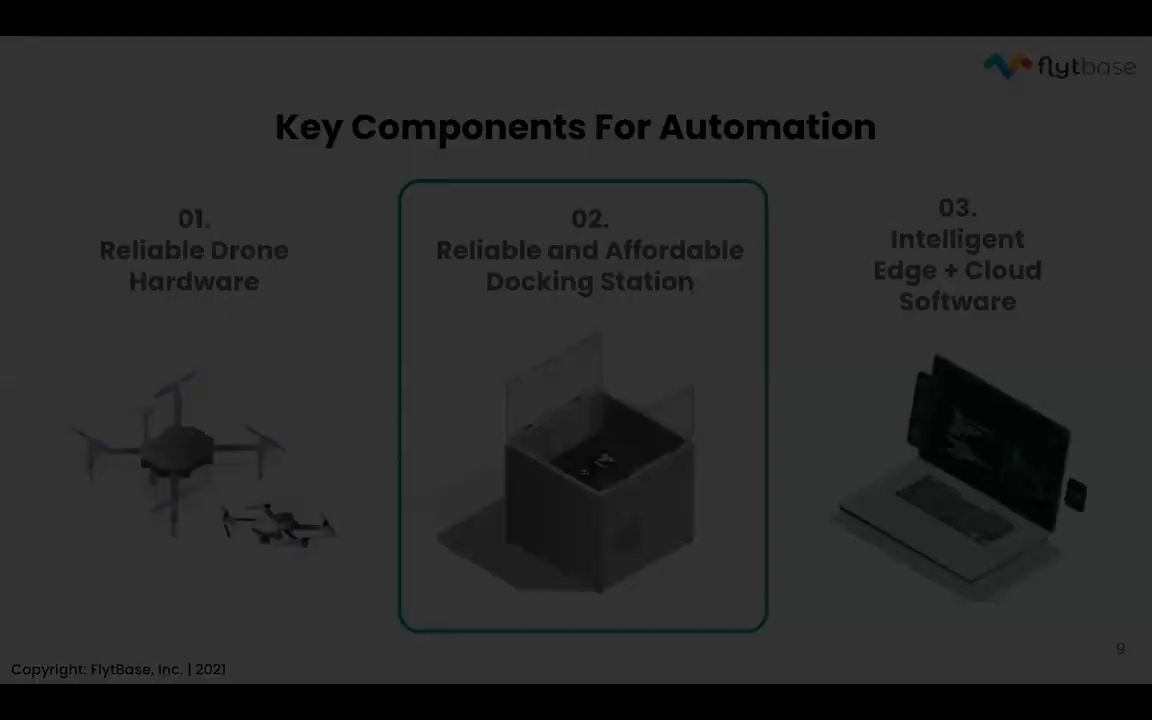 flytbase
Key Components For Automation
01.
Reliable Drone
Hardware
02.
Reliable and Affordable
Docking Station
03.
Intelligent
Edge + Cloud
Software
9
Copyright: FlytBase, Inc. | 2021